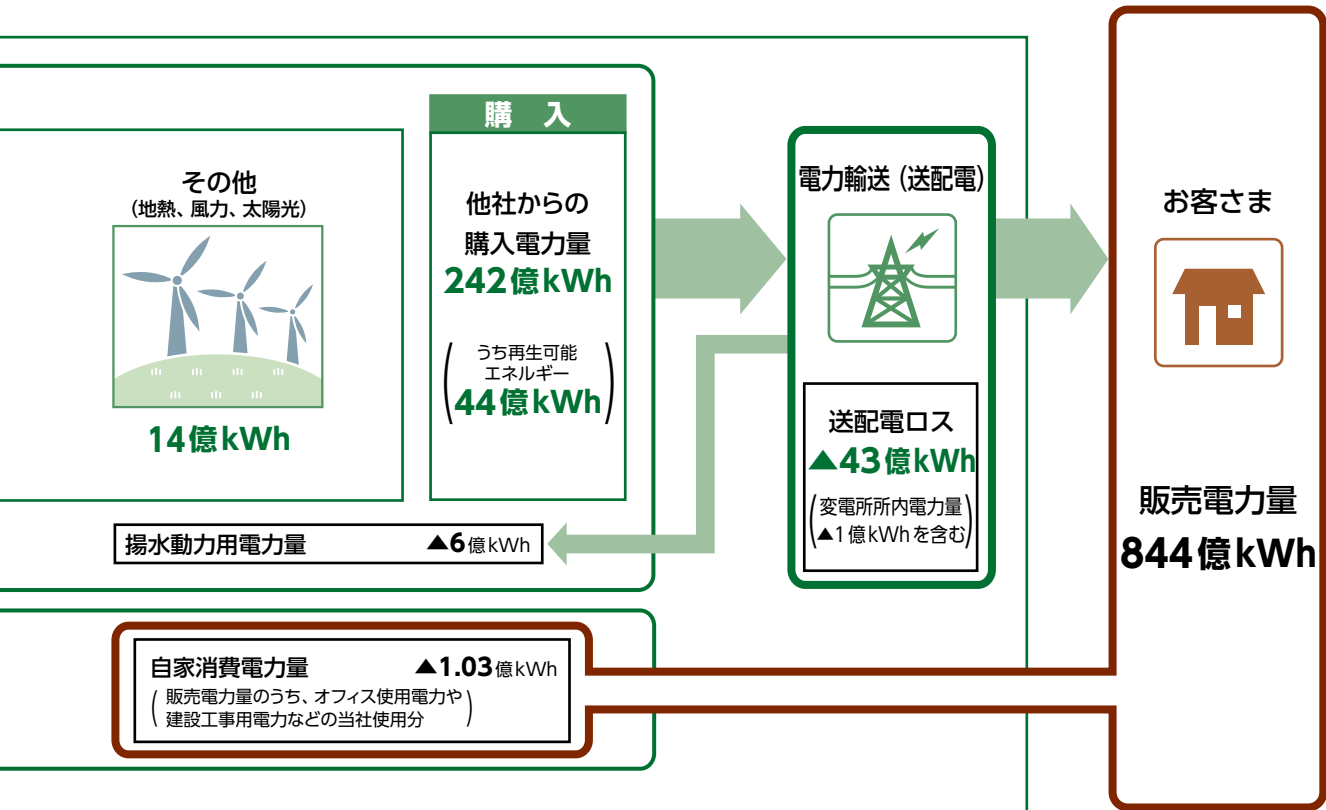 その他
(地熱、風力、太陽光)
14億kWh
購 入
他社からの
購入電力量
242億kWh
うち再生可能
エネルギー
44億kWh
揚水動力用電力量 ▲6億kWh
電力輸送(送配電)
送配電ロス
▲43億kWh
変電所所内電力量
▲1億kWhを含む
お客さま
販売電力量
844億kWh
自家消費電力量 ▲1.03億kWh
販売電力量のうち、オフィス使用電力や
建設工事用電力などの当社使用分